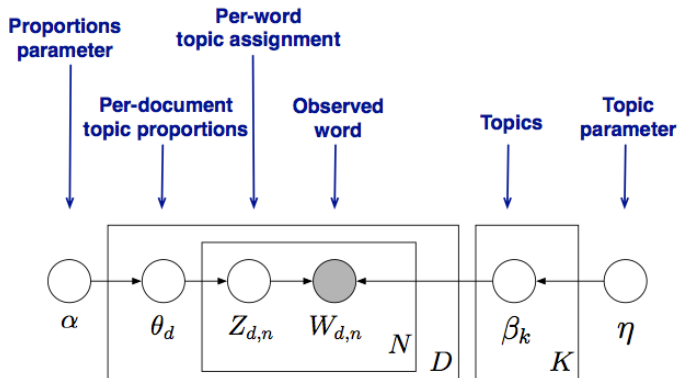 Proportions
parameter
Per-word
topic assignment
Per-document
topic proportions
Observed
word
Topics
Topic
parameter
α
θd
Zd,n
Wd,n
N
D
βk
K
η